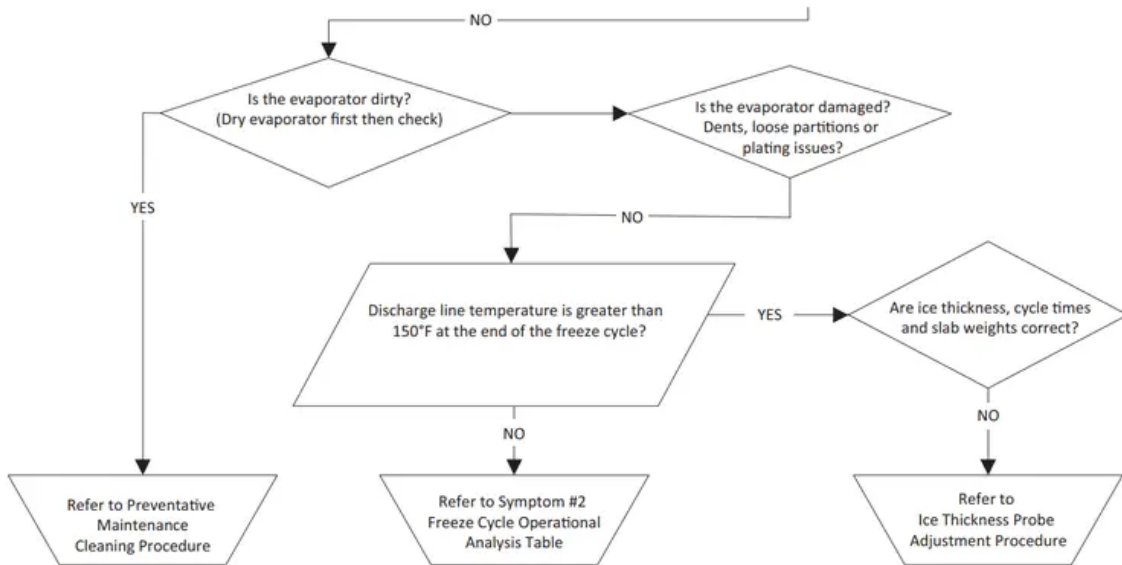 NO
Is the evaporator dirty?
(Dry evaporator first then check)
Is the evaporator damaged?
Dents, loose partitions or
plating issues?
YES
NO
Discharge line temperature is greater than
150°F at the end of the freeze cycle?
YES
Are ice thickness, cycle times
and slab weights correct?
NO
NO
Refer to Preventative
Maintenance
Cleaning Procedure
Refer to Symptom #2
Freeze Cycle Operational
Analysis Table
Refer to
Ice Thickness Probe
Adjustment Procedure